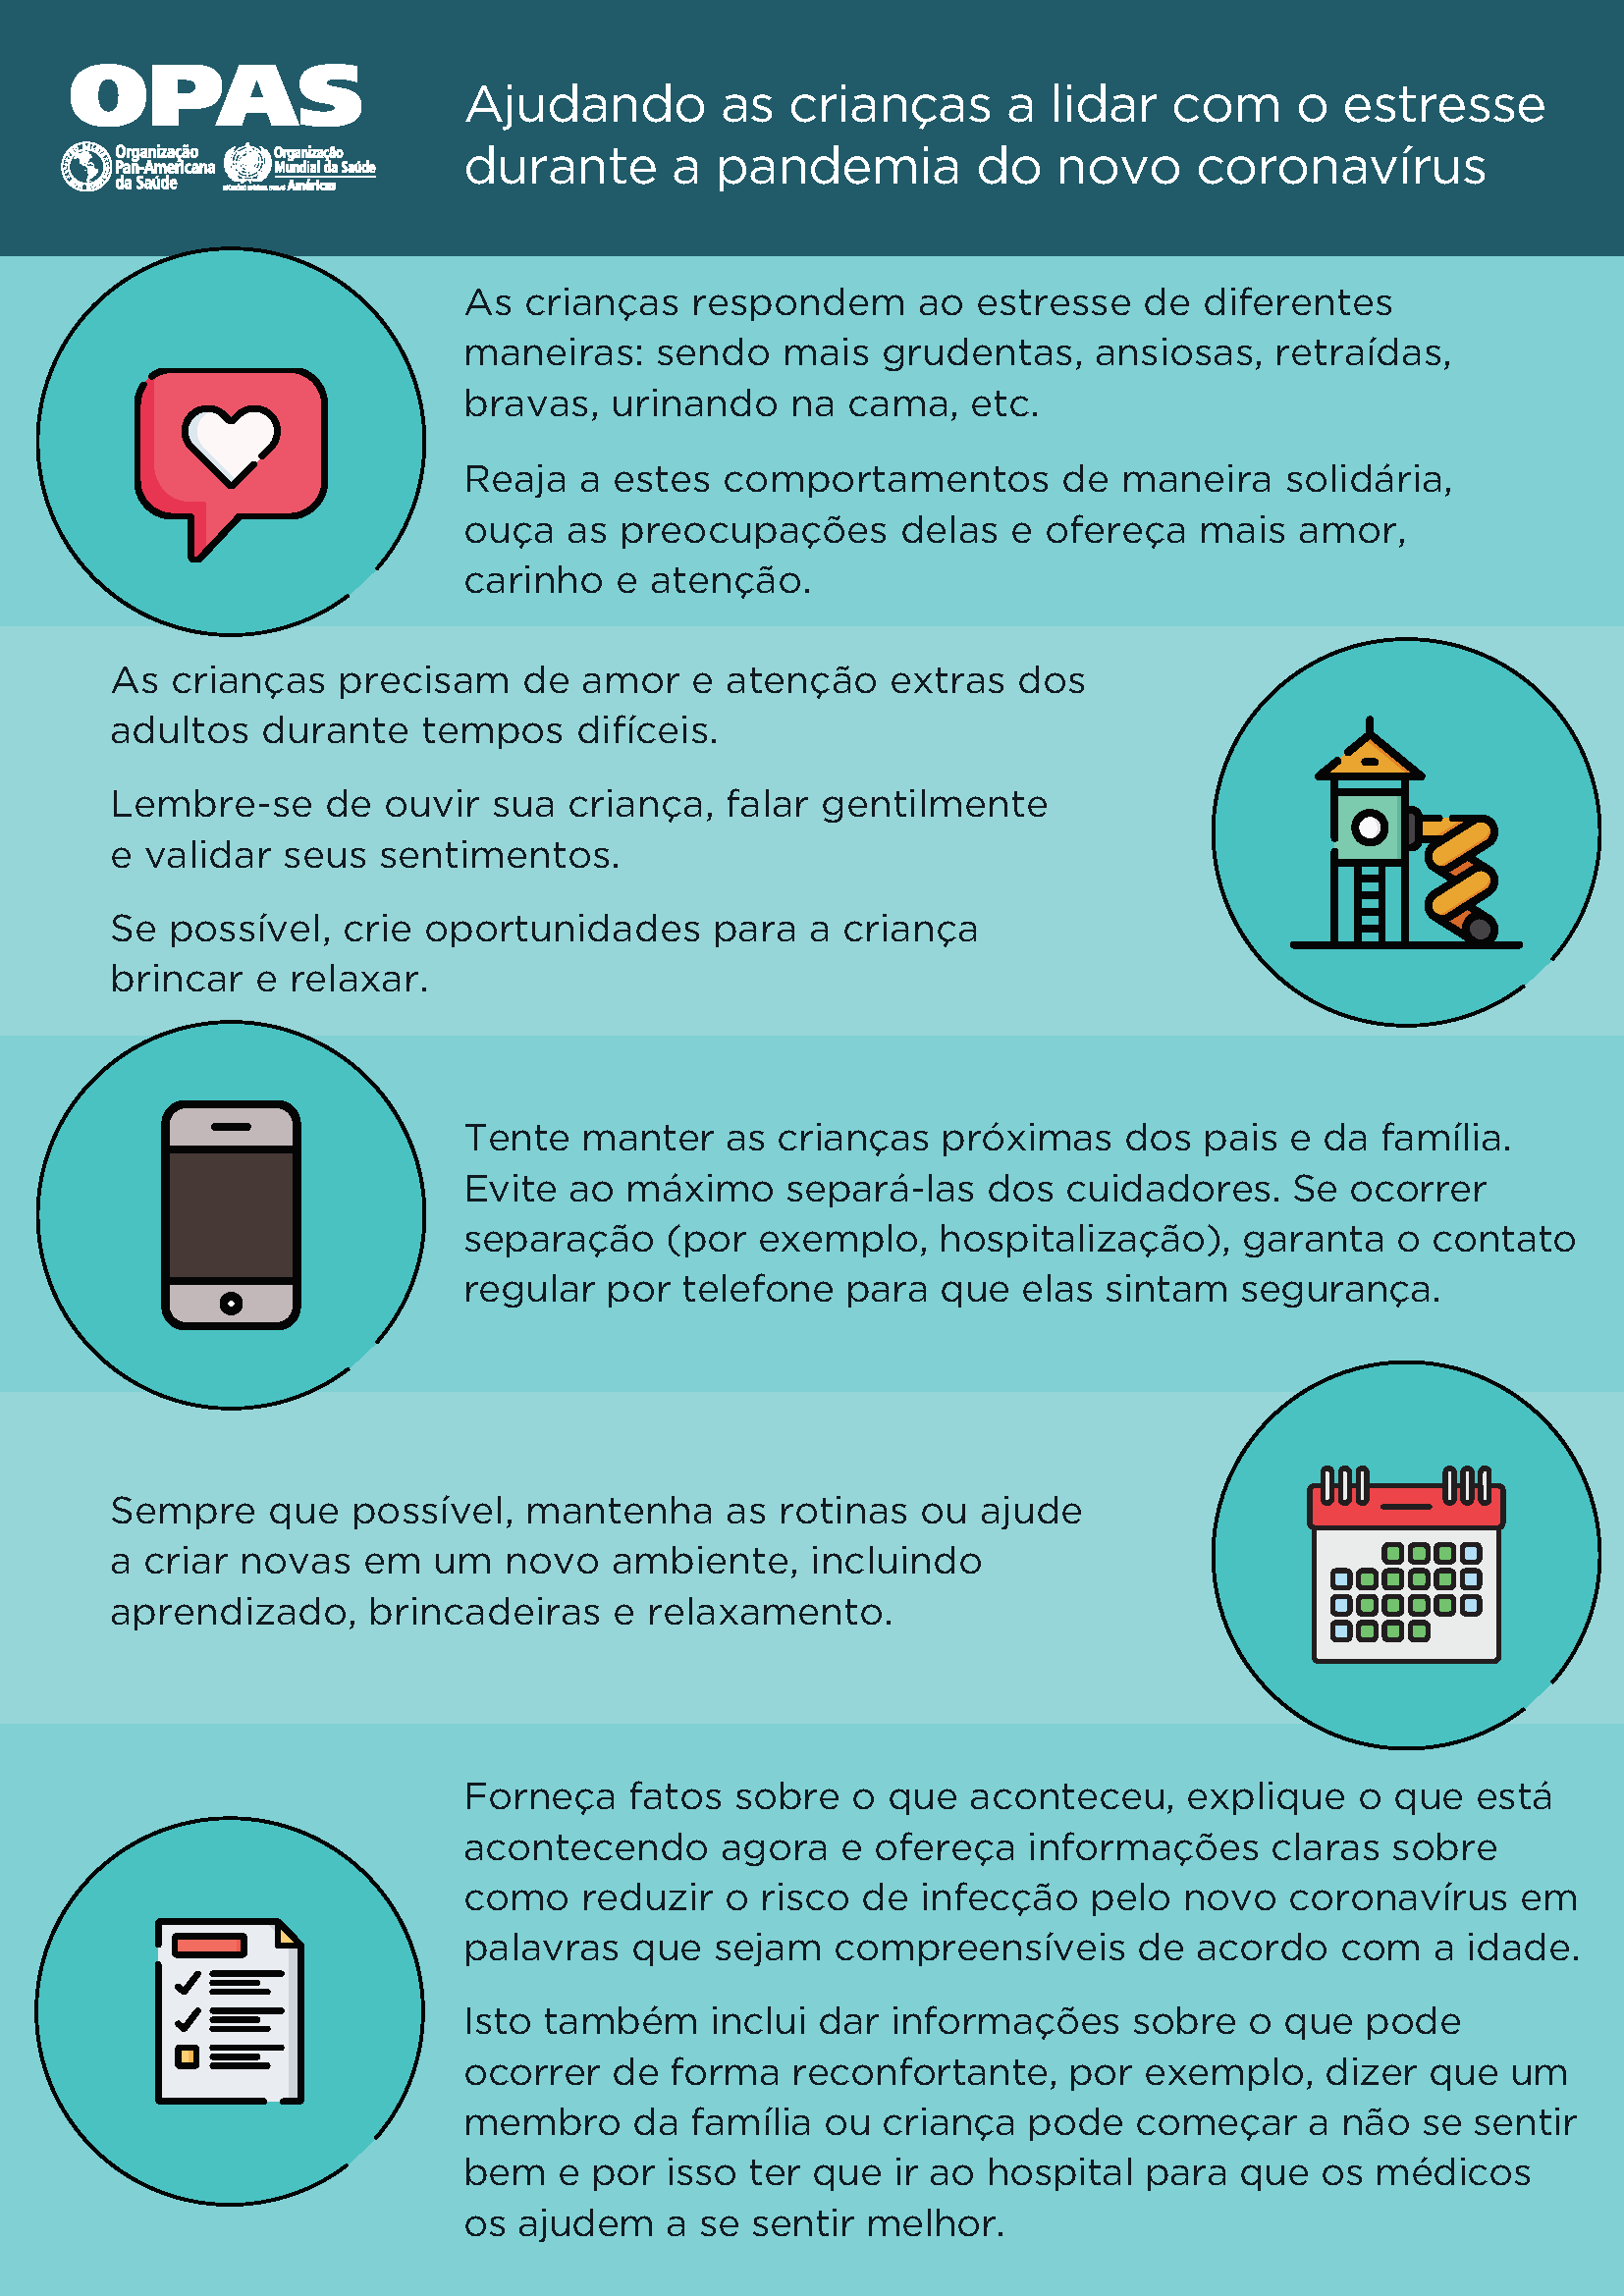 OPAS
Organização
Pan-Americana
da Saúde
Organização
Mundial da Saúde
Américas
Ajudando as crianças a lidar com o estresse
durante a pandemia do novo coronavírus
As crianças respondem ao estresse de diferentes
maneiras: sendo mais grudentas, ansiosas, retraídas,
bravas, urinando na cama, etc.
Reaja a estes comportamentos de maneira solidária,
ouça as preocupações delas e ofereça mais amor,
carinho e atenção.
As crianças precisam de amor e atenção extras dos
adultos durante tempos difíceis.
Lembre-se de ouvir sua criança, falar gentilmente
e validar seus sentimentos.
Se possível, crie oportunidades para a criança
brincar e relaxar.
Tente manter as crianças próximas dos pais e da família.
Evite ao máximo separá-las dos cuidadores. Se ocorrer
separação (por exemplo, hospitalização), garanta o contato
regular por telefone para que elas sintam segurança.
Sempre que possível, mantenha as rotinas ou ajude
a criar novas em um novo ambiente, incluindo
aprendizado, brincadeiras e relaxamento.
Forneça fatos sobre o que aconteceu, explique o que está
acontecendo agora e ofereça informações claras sobre
como reduzir o risco de infecção pelo novo coronavírus em
palavras que sejam compreensíveis de acordo com a idade.
Isto também inclui dar informações sobre o que pode
ocorrer de forma reconfortante, por exemplo, dizer que um
membro da família ou criança pode começar a não se sentir
bem e por isso ter que ir ao hospital para que os médicos
os ajudem a se sentir melhor.